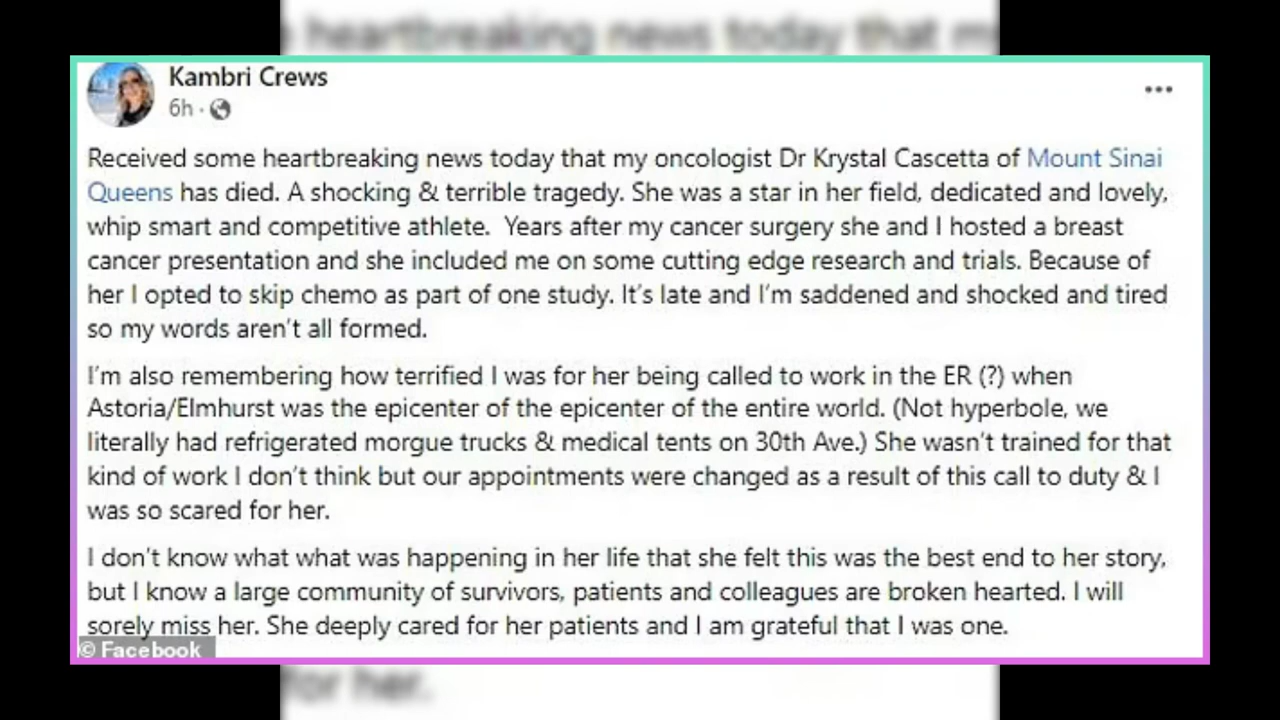 heartbreaking news today that m
Kambri Crews
6h ·
Received some heartbreaking news today that my oncologist Dr Krystal Cascetta of Mount Sinai
Queens has died. A shocking & terrible tragedy. She was a star in her field, dedicated and lovely,
whip smart and competitive athlete.  Years after my cancer surgery she and I hosted a breast
cancer presentation and she included me on some cutting edge research and trials. Because of
her I opted to skip chemo as part of one study. It's late and I'm saddened and shocked and tired
so my words aren't all formed.
I'm also remembering how terrified I was for her being called to work in the ER (?) when
Astoria/Elmhurst was the epicenter of the epicenter of the entire world. (Not hyperbole, we
literally had refrigerated morgue trucks & medical tents on 30th Ave.) She wasn't trained for that
kind of work I don't think but our appointments were changed as a result of this call to duty & I
was so scared for her.
I don't know what what was happening in her life that she felt this was the best end to her story,
but I know a large community of survivors, patients and colleagues are broken hearted. I will
sorely miss her. She deeply cared for her patients and I am grateful that I was one.
© Facebook
for her.